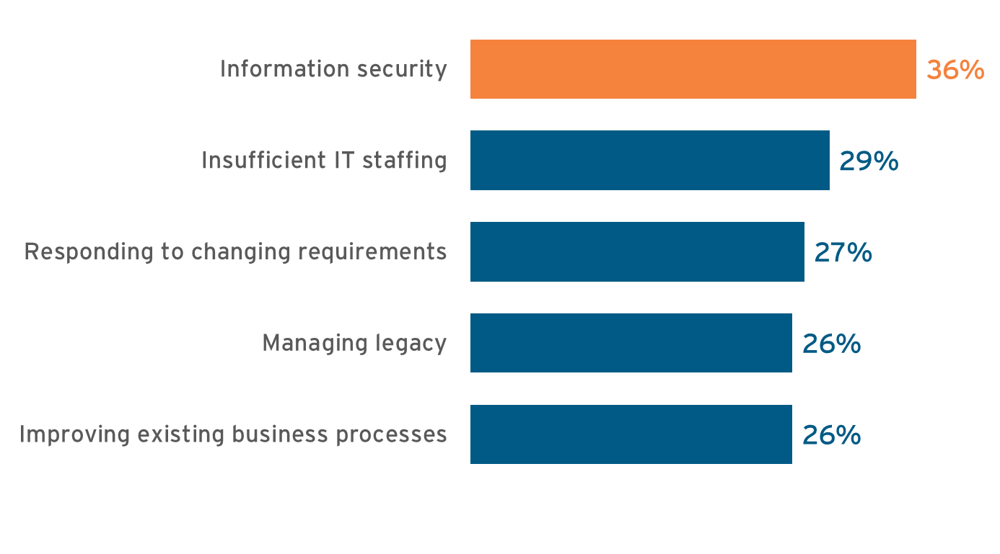 Information security 36%
Insufficient IT staffing 29%
Responding to changing requirements 27%
Managing legacy 26%
Improving existing business processes 26%